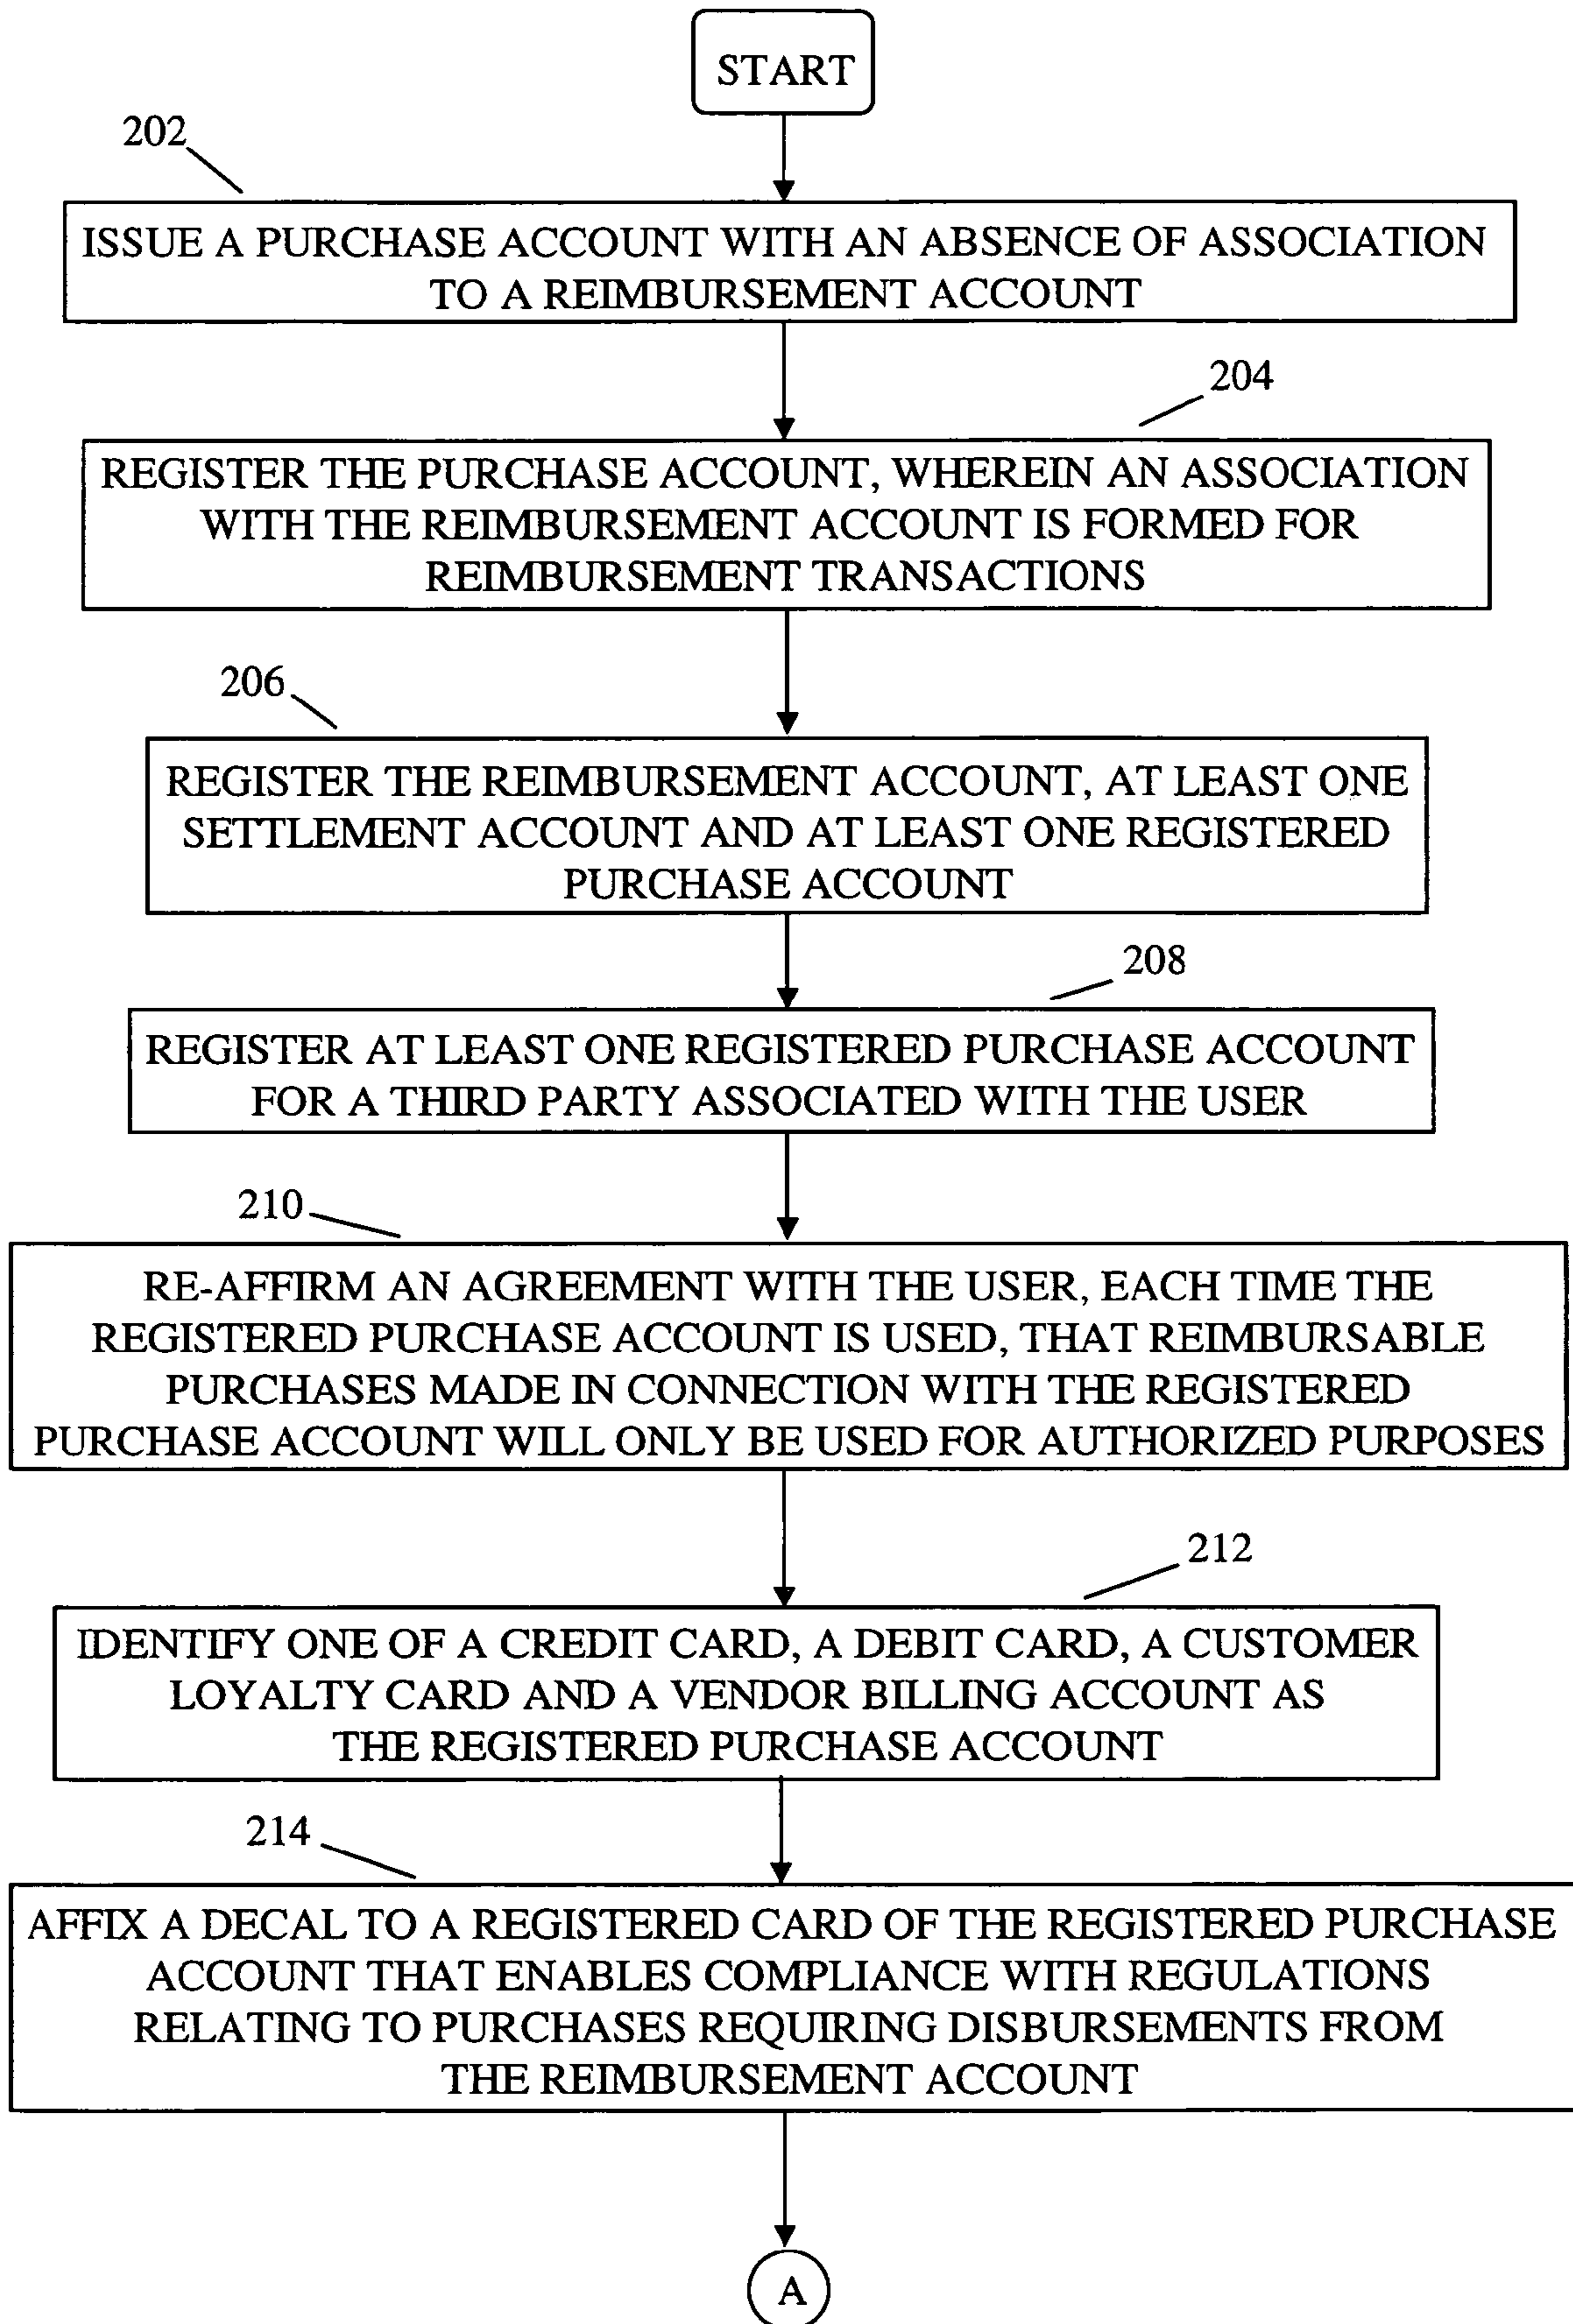 START
202
ISSUE A PURCHASE ACCOUNT WITH AN ABSENCE OF ASSOCIATION
TO A REIMBURSEMENT ACCOUNT
204
REGISTER THE PURCHASE ACCOUNT, WHEREIN AN ASSOCIATION
WITH THE REIMBURSEMENT ACCOUNT IS FORMED FOR
REIMBURSEMENT TRANSACTIONS
206
REGISTER THE REIMBURSEMENT ACCOUNT, AT LEAST ONE
SETTLEMENT ACCOUNT AND AT LEAST ONE REGISTERED
PURCHASE ACCOUNT
208
REGISTER AT LEAST ONE REGISTERED PURCHASE ACCOUNT
FOR A THIRD PARTY ASSOCIATED WITH THE USER
210
RE-AFFIRM AN AGREEMENT WITH THE USER, EACH TIME THE
REGISTERED PURCHASE ACCOUNT IS USED, THAT REIMBURSABLE
PURCHASES MADE IN CONNECTION WITH THE REGISTERED
PURCHASE ACCOUNT WILL ONLY BE USED FOR AUTHORIZED PURPOSES
212
IDENTIFY ONE OF A CREDIT CARD, A DEBIT CARD, A CUSTOMER
LOYALTY CARD AND A VENDOR BILLING ACCOUNT AS
THE REGISTERED PURCHASE ACCOUNT
214
AFFIX A DECAL TO A REGISTERED CARD OF THE REGISTERED PURCHASE
ACCOUNT THAT ENABLES COMPLIANCE WITH REGULATIONS
RELATING TO PURCHASES REQUIRING DISBURSEMENTS FROM
THE REIMBURSEMENT ACCOUNT
A